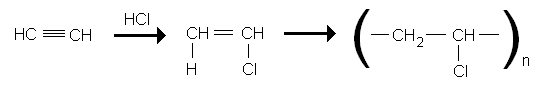 HCl
HC≡CH CH=CH —CH2—CH—
H Cl Cl n